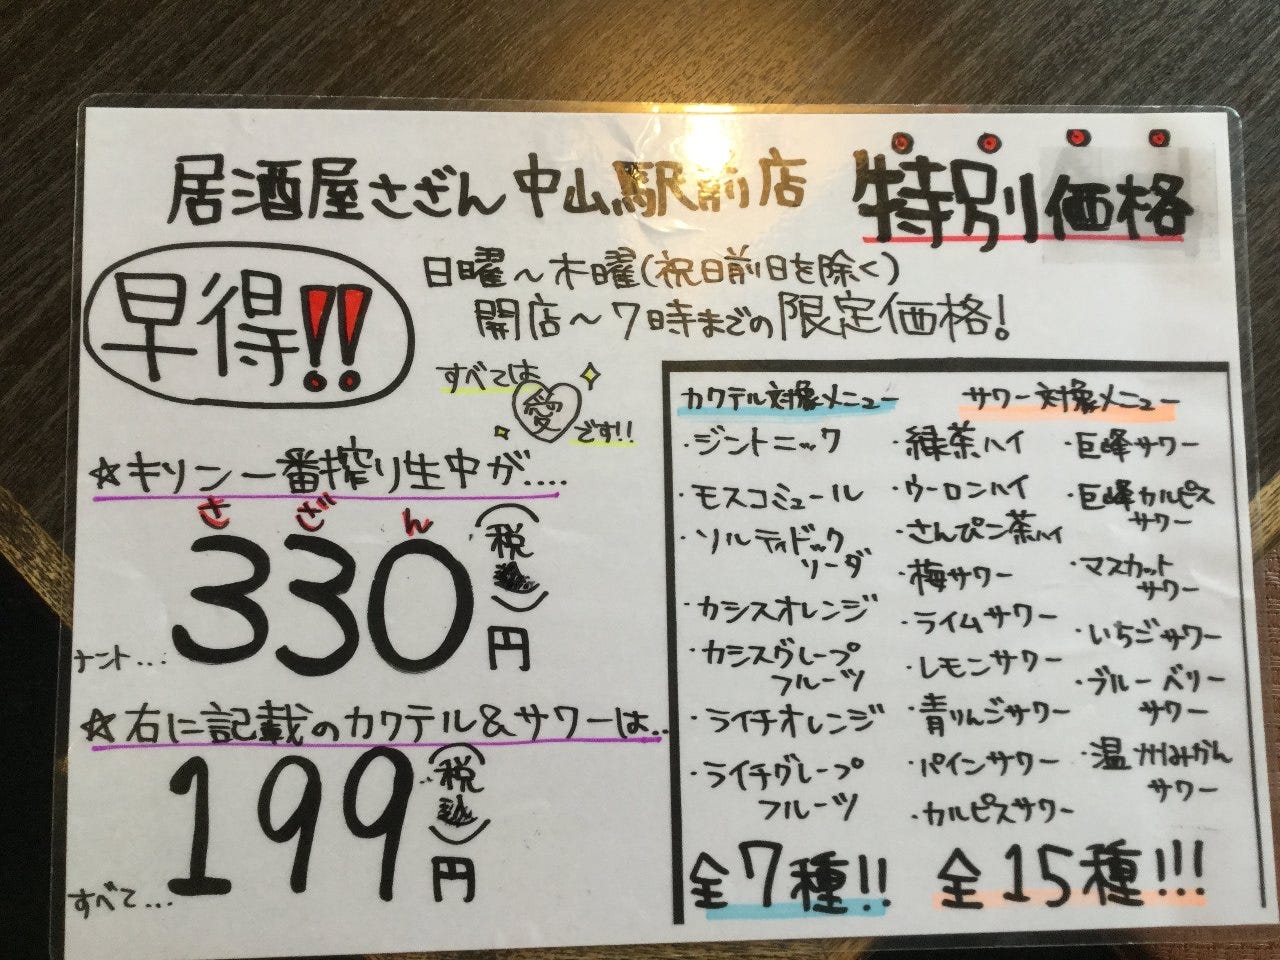 居酒屋さざん中山駅前店 特別価格
早得!!
日曜～木曜(祝日前日を除く)
開店～7時までの限定価格!
すべては
愛
です!!
☆キリン一番搾り生中が....
さざん
ナント... 330(税込)円
☆右に記載のカクテル&サワーは..
すべて... 199(税込)円
カクテル対象メニュー
・ジントニック
・モスコミュール
・ソルティドック
ソーダ
・カシスオレンジ
・カシスグレープ
フルーツ
・ライチオレンジ
・ライチグレープ
フルーツ
全7種!!
サワー対象メニュー
・緑茶ハイ
・ウーロンハイ
・さんぴん茶ハイ
・梅サワー
・ライムサワー
・レモンサワー
・青りんごサワー
・パインサワー
・カルピスサワー
・巨峰サワー
・巨峰カルピス
サワー
・マスカット
サワー
・いちごサワー
・ブルーベリー
サワー
・温州みかん
サワー
全15種!!!